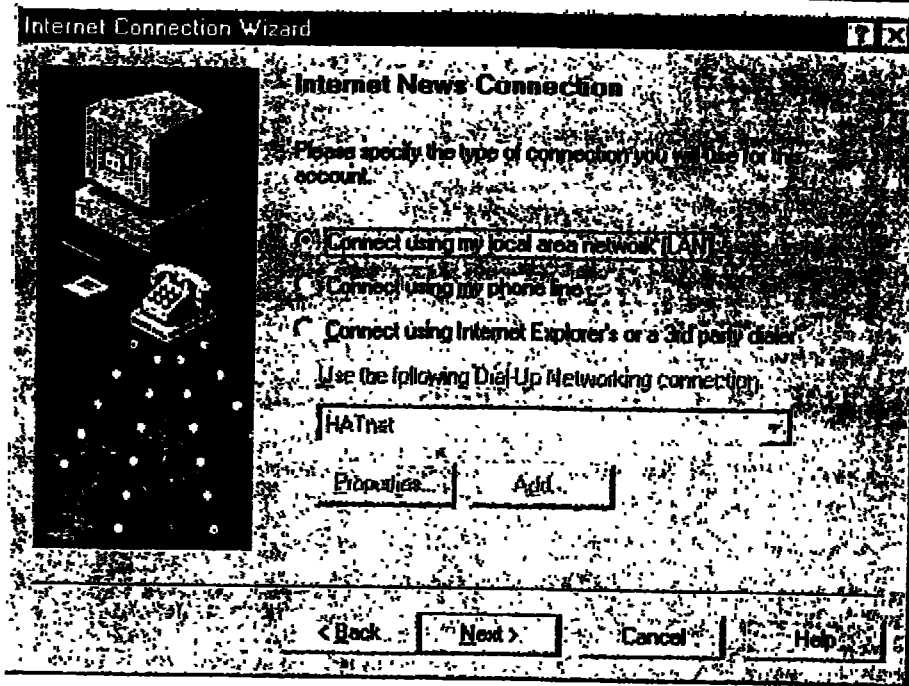 Internet Connection Wizard
Internet News Connection
Please specify the type of connection you will use for this
account.
Connect using my local area network (LAN)
Connect using my phone line
Connect using Internet Explorer's or a 3rd party dialer
Use the following Dial-Up Networking connection
HATnet
Properties... Add...
< Back Next > Cancel Help